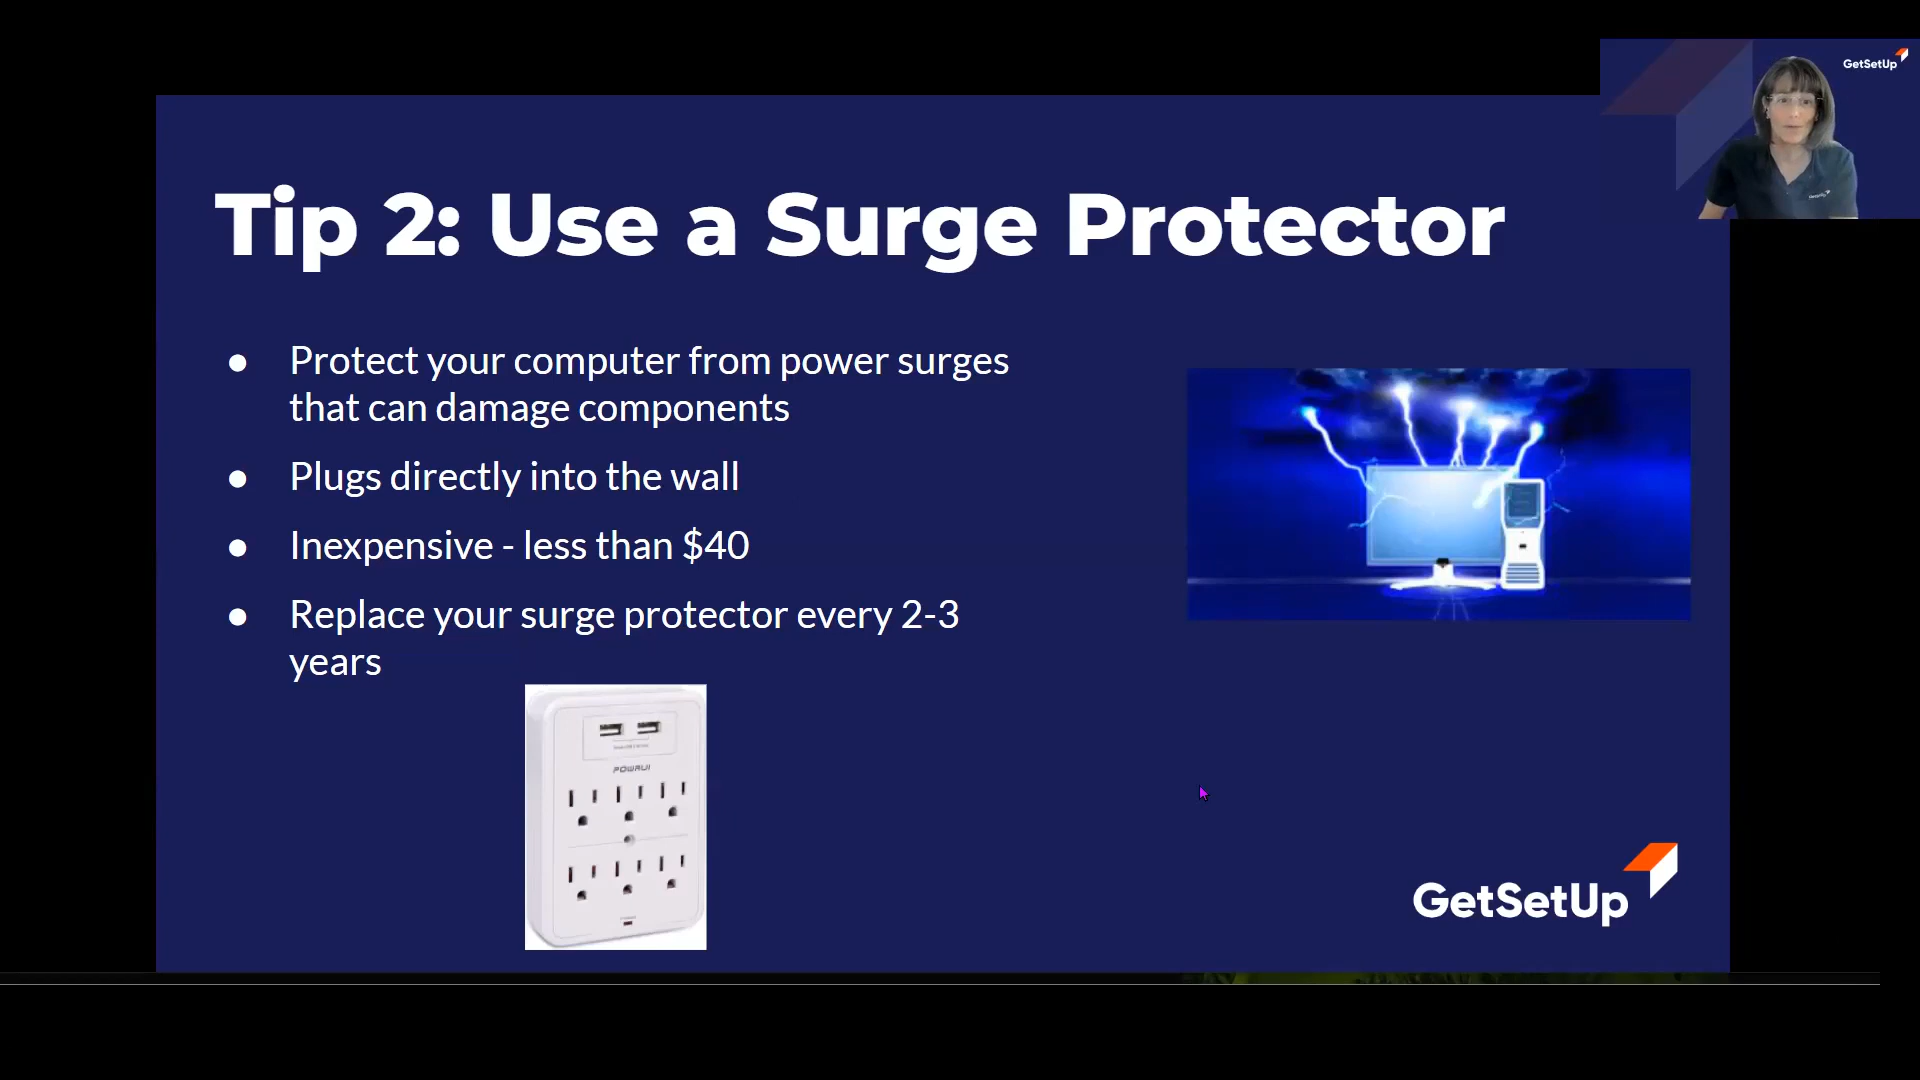 GetSetUp
Tip 2: Use a Surge Protector
● Protect your computer from power surges
that can damage components
● Plugs directly into the wall
● Inexpensive - less than $40
● Replace your surge protector every 2-3
years
POWRUI
GetSetUp